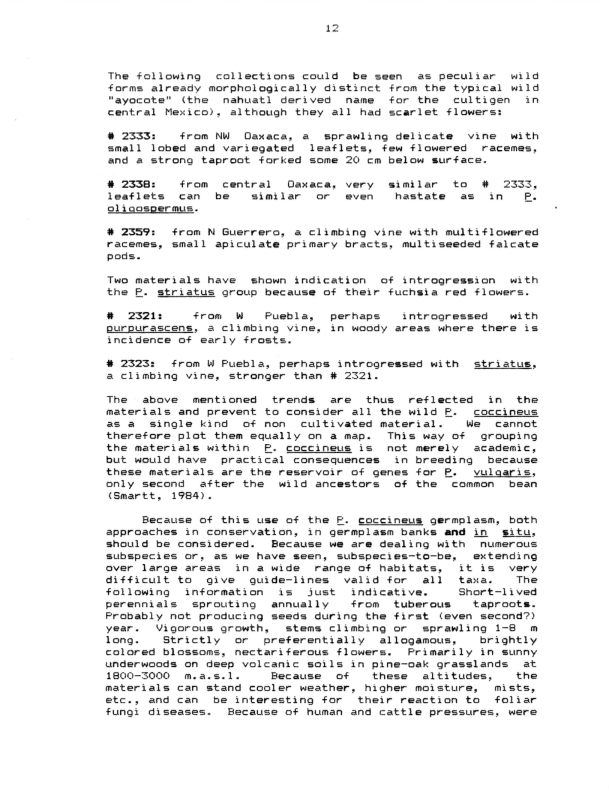 12
The following collections could be seen as peculiar wild
forms already morphologically distinct from the typical wild
"ayocote" (the nahuatl derived name for the cultigen in
central Mexico), although they all had scarlet flowers:
# 2333: from NW Oaxaca, a sprawling delicate vine with
small lobed and variegated leaflets, few flowered racemes,
and a strong taproot forked some 20 cm below surface.
# 2338: from central Oaxaca, very similar to # 2333,
leaflets can be similar or even hastate as in P.
oligospermus.
# 2359: from N Guerrero, a climbing vine with multiflowered
racemes, small apiculate primary bracts, multiseeded falcate
pods.
Two materials have shown indication of introgression with
the P. striatus group because of their fuchsia red flowers.
# 2321: from W Puebla, perhaps introgressed with
purpurascens, a climbing vine, in woody areas where there is
incidence of early frosts.
# 2323: from W Puebla, perhaps introgressed with striatus,
a climbing vine, stronger than # 2321.
The above mentioned trends are thus reflected in the
materials and prevent to consider all the wild P. coccineus
as a single kind of non cultivated material. We cannot
therefore plot them equally on a map. This way of grouping
the materials within P. coccineus is not merely academic,
but would have practical consequences in breeding because
these materials are the reservoir of genes for P. vulgaris,
only second after the wild ancestors of the common bean
(Smartt, 1984).
Because of this use of the P. coccineus germplasm, both
approaches in conservation, in germplasm banks and in situ,
should be considered. Because we are dealing with numerous
subspecies or, as we have seen, subspecies-to-be, extending
over large areas in a wide range of habitats, it is very
difficult to give guide-lines valid for all taxa. The
following information is just indicative. Short-lived
perennials sprouting annually from tuberous taproots.
Probably not producing seeds during the first (even second?)
year. Vigorous growth, stems climbing or sprawling 1-8 m
long. Strictly or preferentially allogamous, brightly
colored blossoms, nectariferous flowers. Primarily in sunny
underwoods on deep volcanic soils in pine-oak grasslands at
1800-3000 m.a.s.l. Because of these altitudes, the
materials can stand cooler weather, higher moisture, mists,
etc., and can be interesting for their reaction to foliar
fungi diseases. Because of human and cattle pressures, were